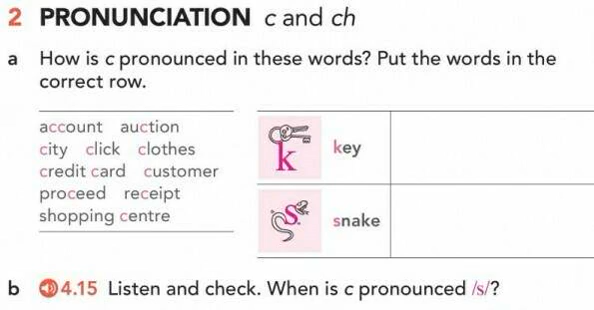 2 PRONUNCIATION c and ch
a How is c pronounced in these words? Put the words in the
correct row.
account auction
city click clothes
credit card customer
proceed receipt
shopping centre
k key
s snake
b 4.15 Listen and check. When is c pronounced /s/?